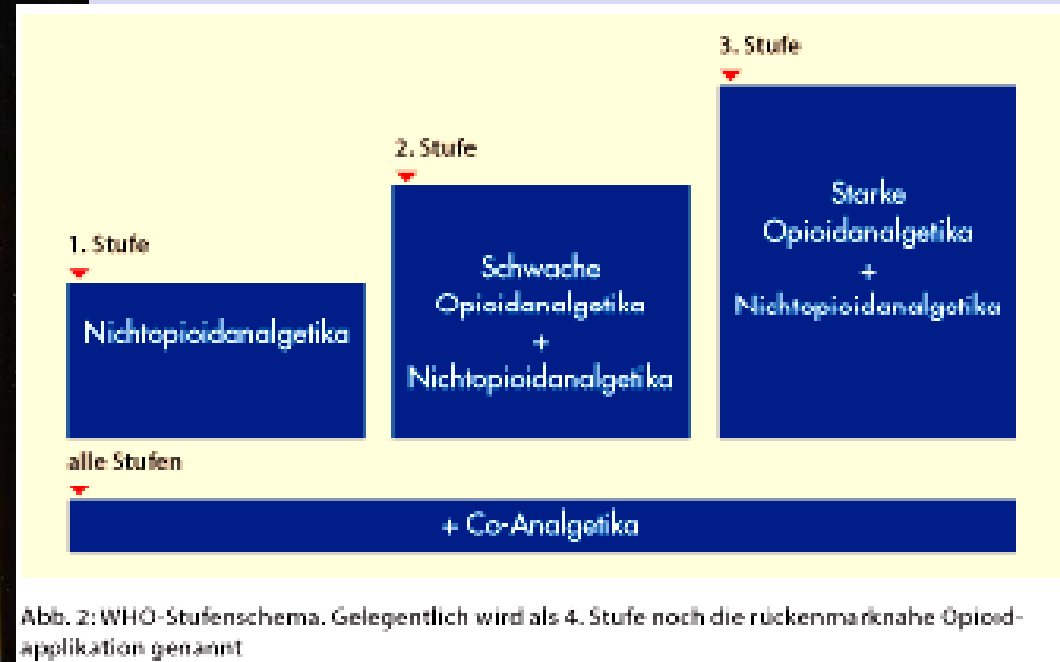 3. Stufe
2. Stufe
1. Stufe
Starke
Opioidanalgetika
+
Nichtopioidanalgetika
Schwache
Opioidanalgetika
+
Nichtopioidanalgetika
Nichtopioidanalgetika
alle Stufen
+ Co-Analgetika
Abb. 2: WHO-Stufenschema. Gelegentlich wird als 4. Stufe noch die rückenmarknahe Opioid-
applikation genannt